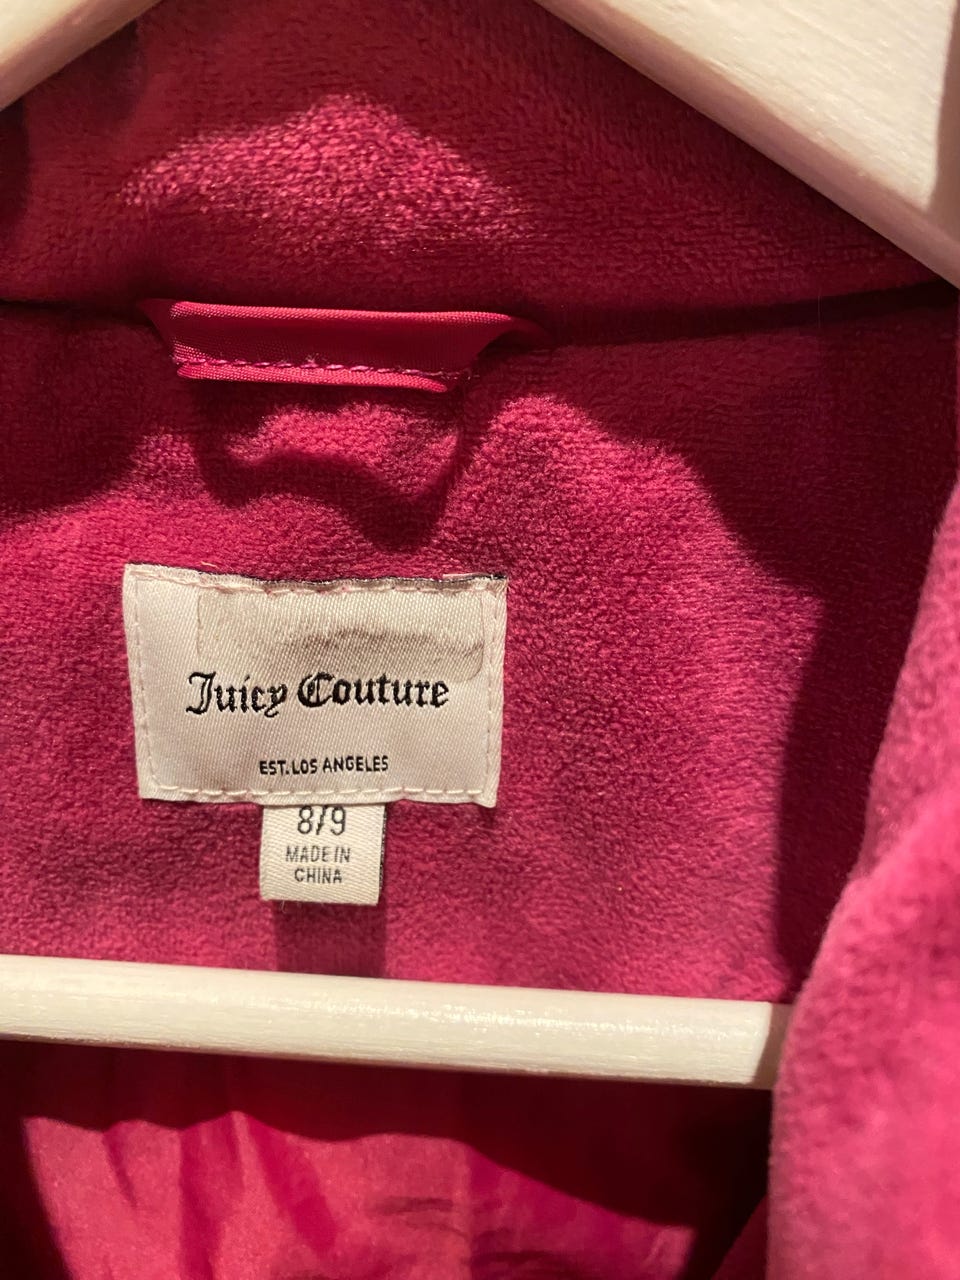 Juicy Couture
EST. LOS ANGELES
8/9
MADE IN
CHINA